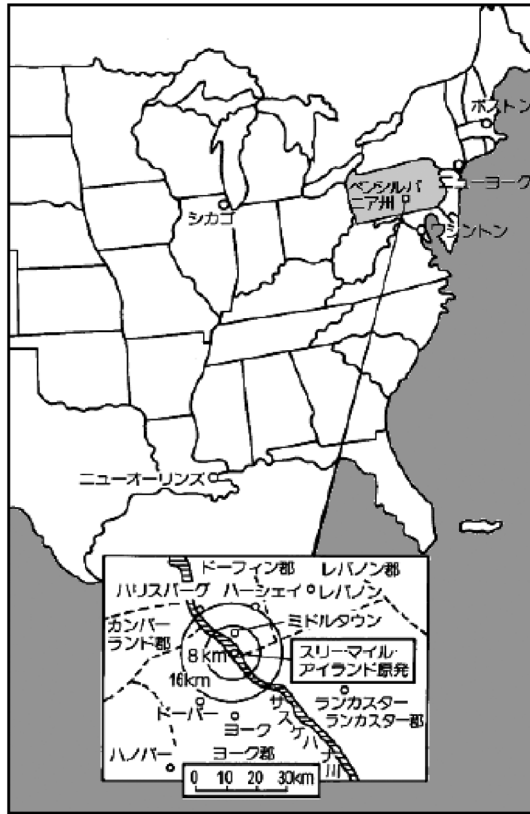 ボストン
ニューヨーク
ペンシルバ
ニア州
シカゴ
ワシントン
ニューオーリンズ
ドーフィン郡
レバノン郡
ハリスバーグ
ハーシェイ
レバノン
カンバー
ランド郡
ミドルタウン
8km
スリー・マイル・
アイランド原発
16km
ランカスター
ランカスター郡
ドーバー
サスケハナ川
ヨーク
ヨーク郡
ハノバー
0 10 20 30km